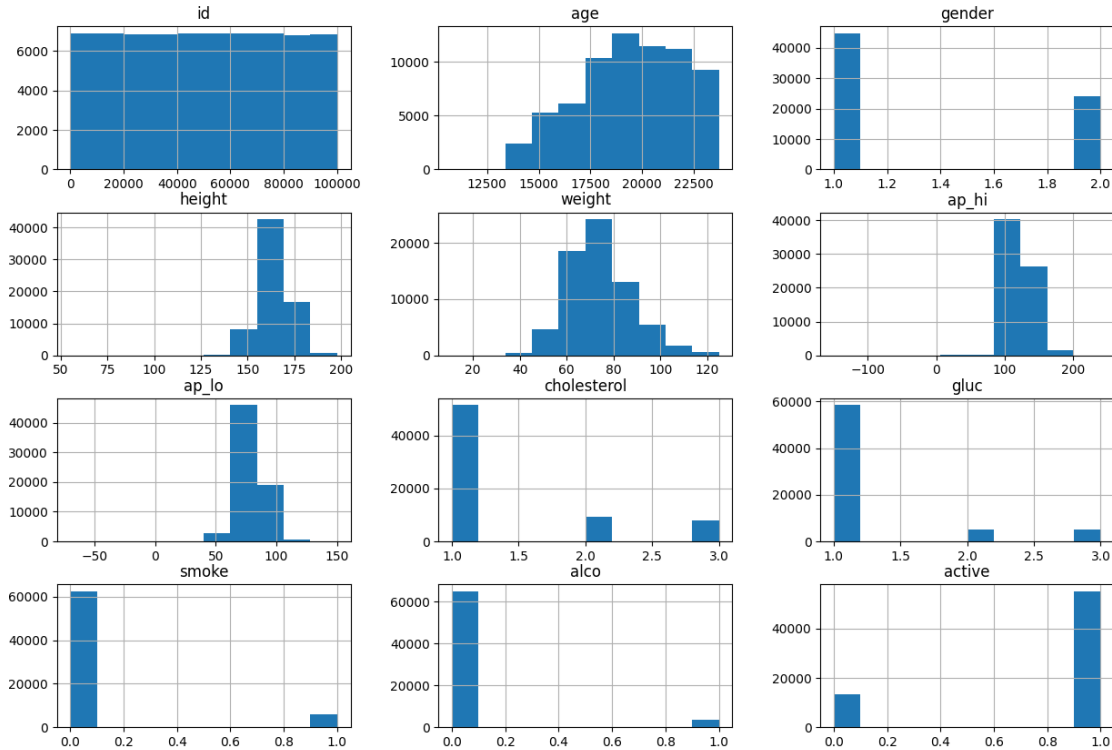 id
6000
4000
2000
0
0 20000 40000 60000 80000 100000
age
10000
5000
0
12500 15000 17500 20000 22500
gender
40000
30000
20000
10000
0
1.0 1.2 1.4 1.6 1.8 2.0
height
40000
30000
20000
10000
0
50 75 100 125 150 175 200
weight
20000
10000
0
20 40 60 80 100 120
ap_hi
40000
30000
20000
10000
0
−100 0 100 200
ap_lo
40000
30000
20000
10000
0
−50 0 50 100 150
cholesterol
40000
20000
0
1.0 1.5 2.0 2.5 3.0
gluc
60000
40000
20000
0
1.0 1.5 2.0 2.5 3.0
smoke
60000
40000
20000
0
0.0 0.2 0.4 0.6 0.8 1.0
alco
60000
40000
20000
0
0.0 0.2 0.4 0.6 0.8 1.0
active
40000
20000
0
0.0 0.2 0.4 0.6 0.8 1.0